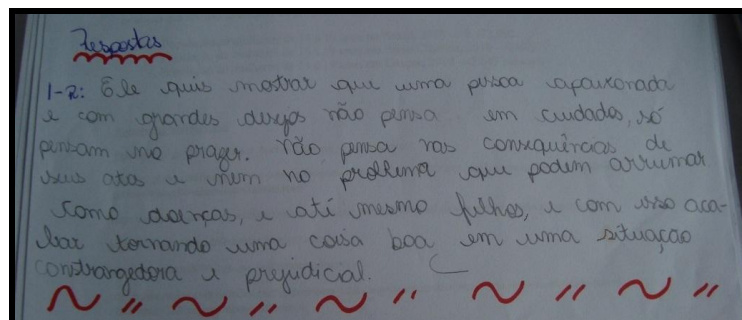 Respostas
1-R: Ele quis mostrar que uma pesoa apaixonada
e com grandes desejos não pensa em cuidados, só
pensam no prazer. Não pensa nas consequências de
seus atos e nem no problema que podem arrumar
como doenças, e até mesmo filhos, e com isso aca-
bar tornando uma coisa boa em uma situação
constrangedora e prejudicial.